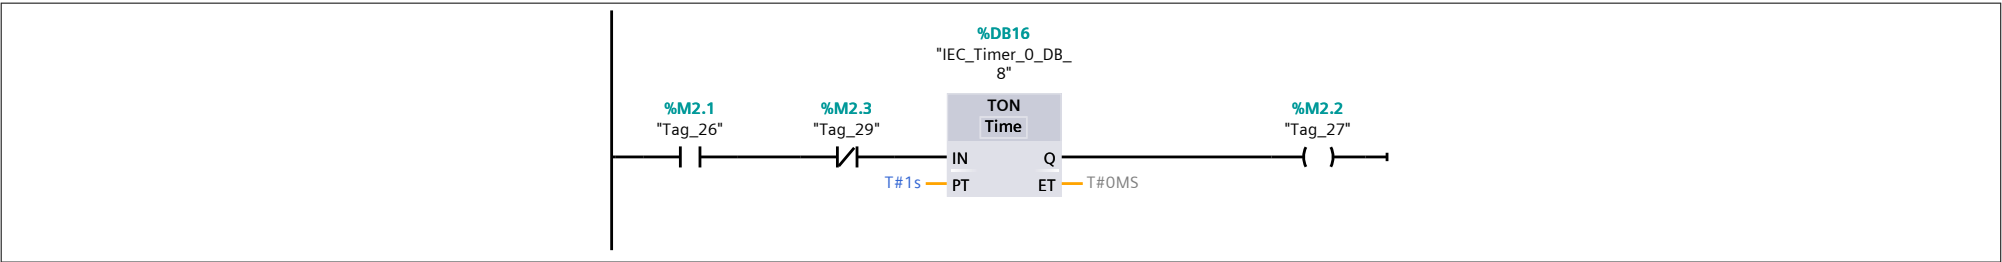 %DB16
"IEC_Timer_0_DB_
8"
%M2.1
"Tag_26"
%M2.3
"Tag_29"
TON
Time
%M2.2
"Tag_27"
IN
Q
T#1s
PT
ET
T#0MS